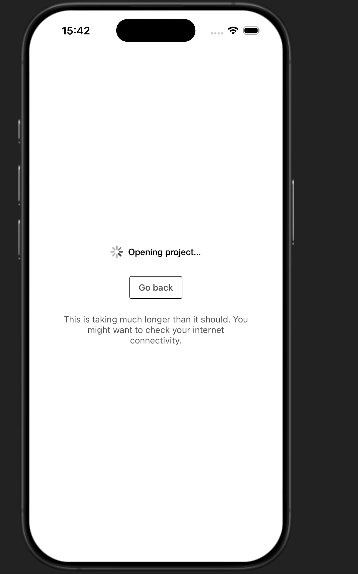 15:42
Opening project...
Go back
This is taking much longer than it should. You
might want to check your internet
connectivity.